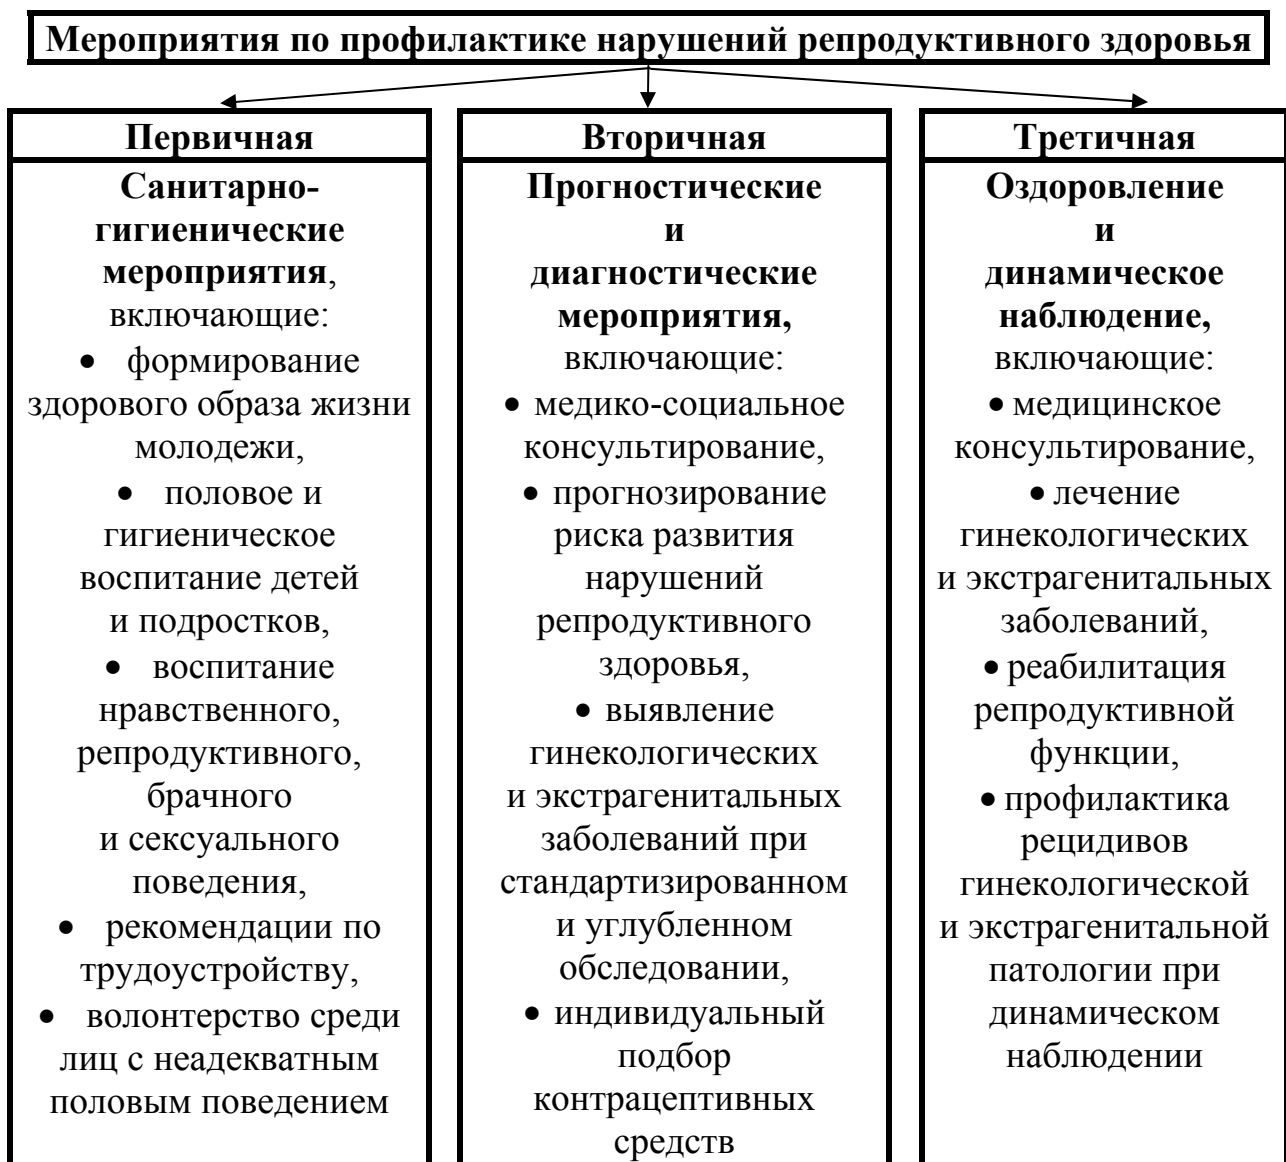 Мероприятия по профилактике нарушений репродуктивного здоровья
Первичная
Санитарно-
гигиенические
мероприятия,
включающие:
• формирование
здорового образа жизни
молодежи,
• половое и
гигиеническое
воспитание детей
и подростков,
• воспитание
нравственного,
репродуктивного,
брачного
и сексуального
поведения,
• рекомендации по
трудоустройству,
• волонтерство среди
лиц с неадекватным
половым поведением
Вторичная
Прогностические
и
диагностические
мероприятия,
включающие:
• медико-социальное
консультирование,
• прогнозирование
риска развития
нарушений
репродуктивного
здоровья,
• выявление
гинекологических
и экстрагенитальных
заболеваний при
стандартизированном
и углубленном
обследовании,
• индивидуальный
подбор
контрацептивных
средств
Третичная
Оздоровление
и
динамическое
наблюдение,
включающие:
• медицинское
консультирование,
• лечение
гинекологических
и экстрагенитальных
заболеваний,
• реабилитация
репродуктивной
функции,
• профилактика
рецидивов
гинекологической
и экстрагенитальной
патологии при
динамическом
наблюдении